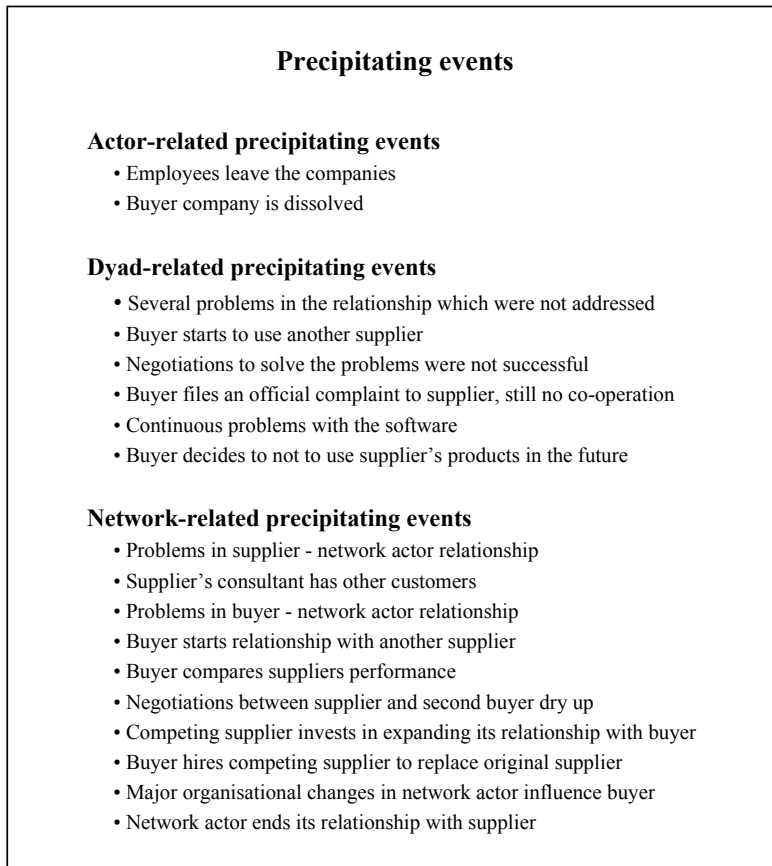 Precipitating events
Actor-related precipitating events
• Employees leave the companies
• Buyer company is dissolved
Dyad-related precipitating events
• Several problems in the relationship which were not addressed
• Buyer starts to use another supplier
• Negotiations to solve the problems were not successful
• Buyer files an official complaint to supplier, still no co-operation
• Continuous problems with the software
• Buyer decides to not to use supplier’s products in the future
Network-related precipitating events
• Problems in supplier - network actor relationship
• Supplier’s consultant has other customers
• Problems in buyer - network actor relationship
• Buyer starts relationship with another supplier
• Buyer compares suppliers performance
• Negotiations between supplier and second buyer dry up
• Competing supplier invests in expanding its relationship with buyer
• Buyer hires competing supplier to replace original supplier
• Major organisational changes in network actor influence buyer
• Network actor ends its relationship with supplier